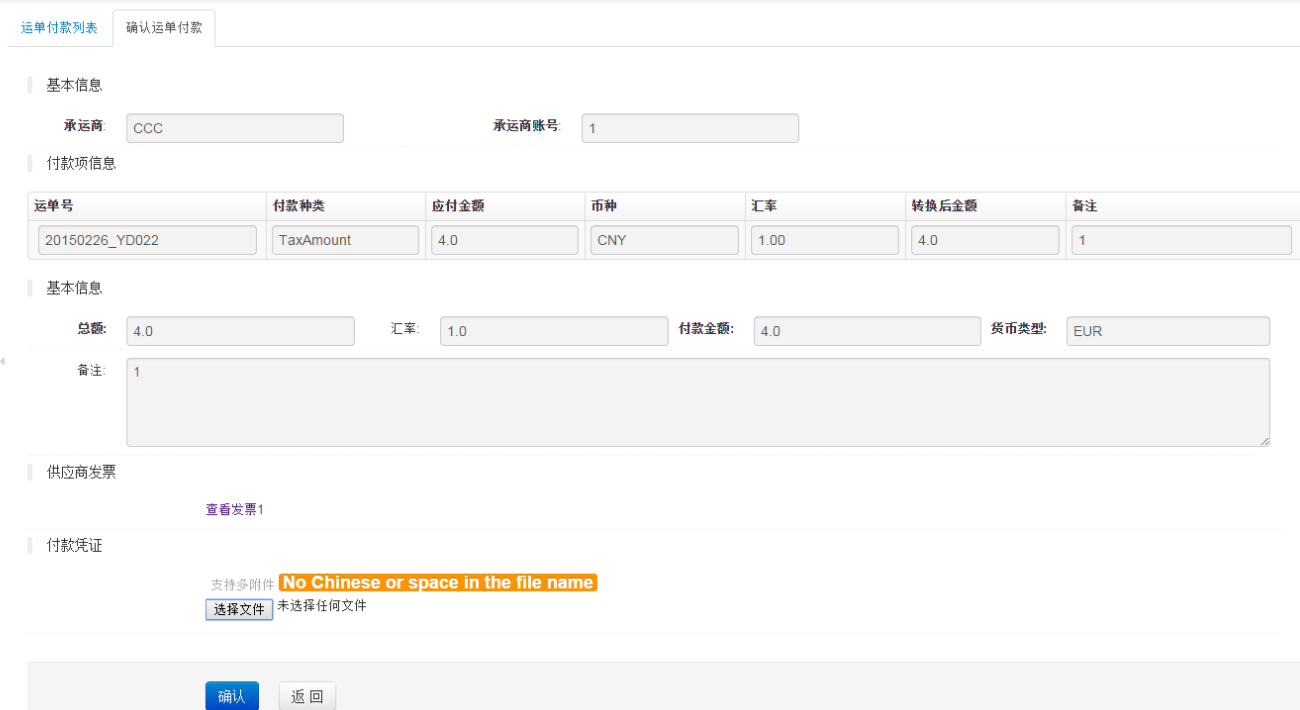 运单付款列表 确认运单付款
基本信息
承运商: CCC 承运商账号: 1
付款项信息
运单号 付款种类 应付金额 币种 汇率 转换后金额 备注
20150226_YD022 TaxAmount 4.0 CNY 1.00 4.0 1
基本信息
总额: 4.0 汇率: 1.0 付款金额: 4.0 货币类型: EUR
备注: 1
供应商发票
查看发票1
付款凭证
支持多附件 No Chinese or space in the file name
选择文件 未选择任何文件
确认 返 回